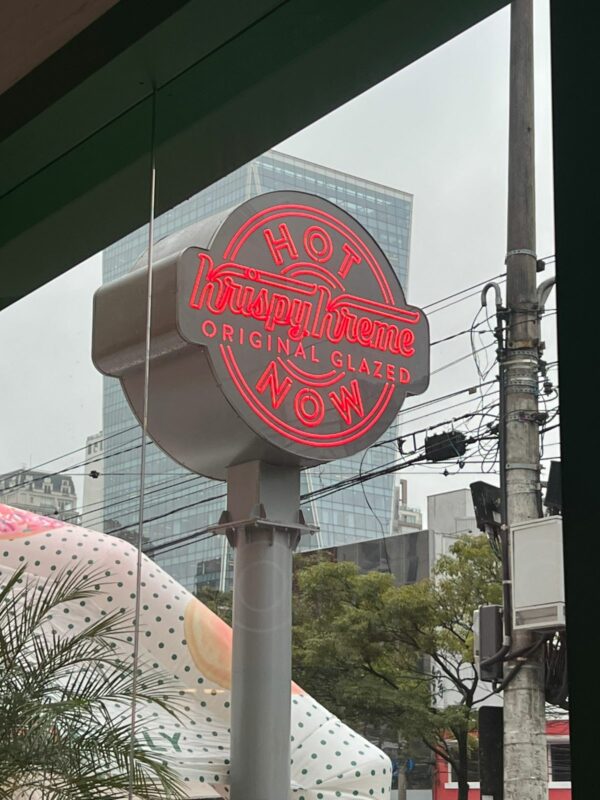 HOT
Krispy Kreme
ORIGINAL GLAZED
NOW